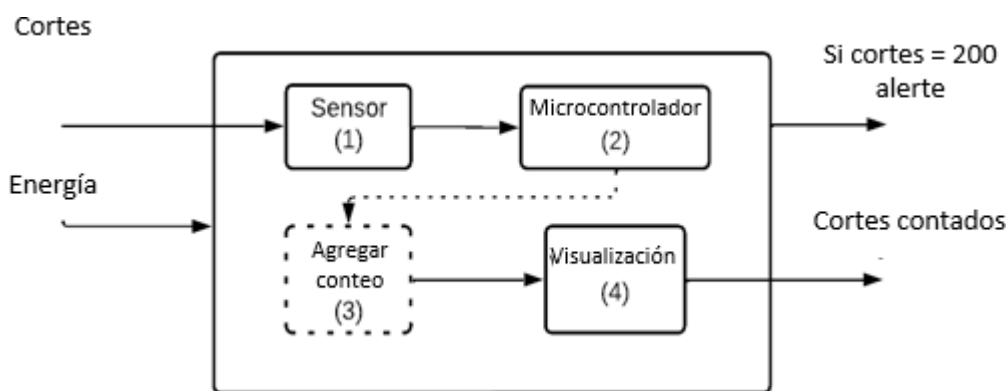 Cortes
Si cortes = 200
alerte
Sensor
(1)
Microcontrolador
(2)
Energía
Agregar
conteo
(3)
Visualización
(4)
Cortes contados